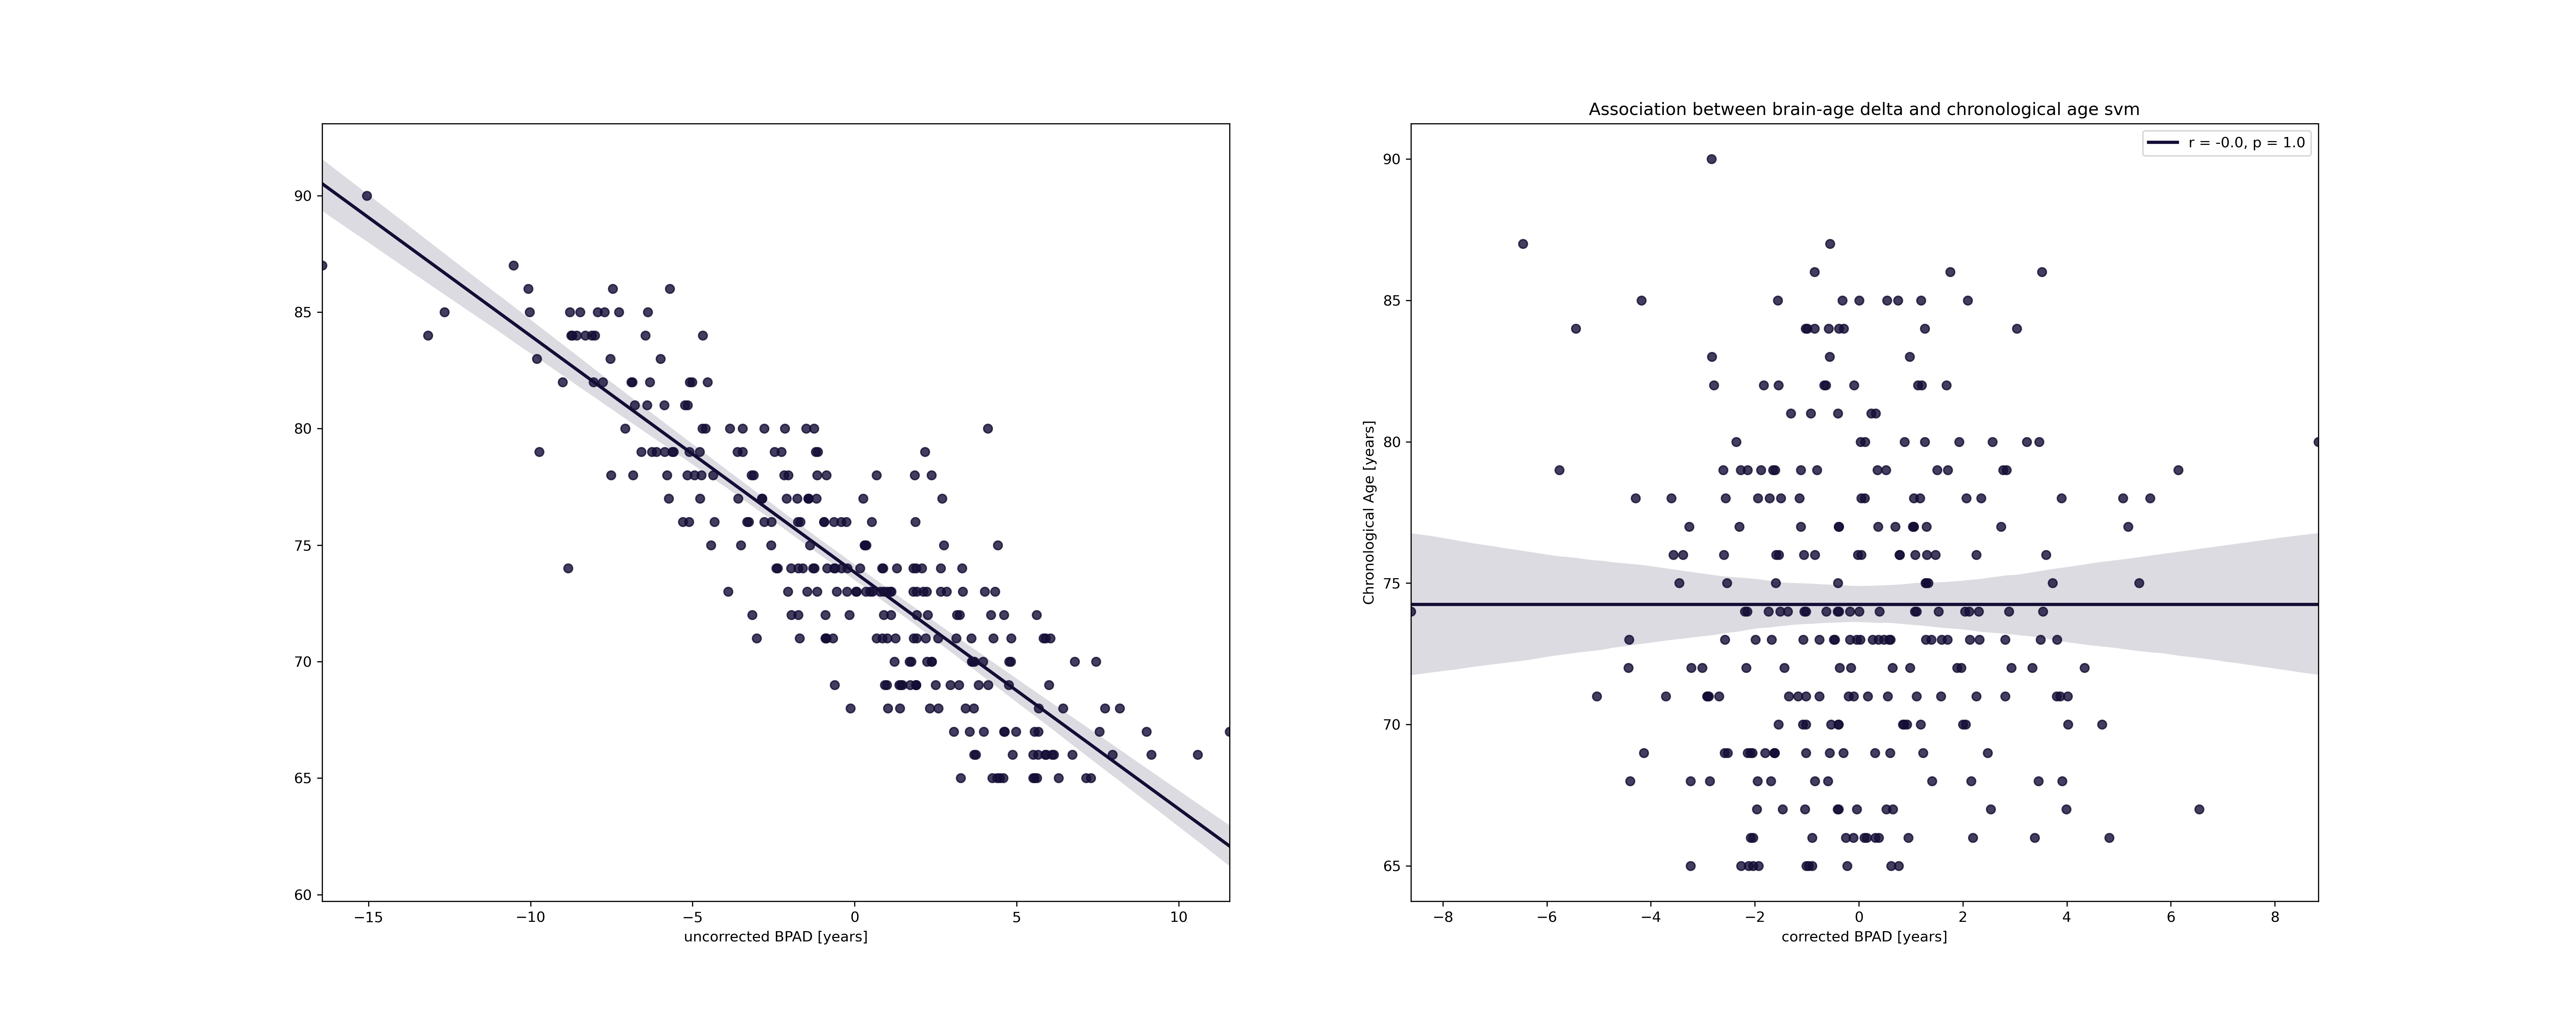 90
85
80
75
70
65
60
−15 −10 −5 0 5 10
uncorrected BPAD [years]
Association between brain-age delta and chronological age svm
r = -0.0, p = 1.0
Chronological Age [years]
90
85
80
75
70
65
−8 −6 −4 −2 0 2 4 6 8
corrected BPAD [years]